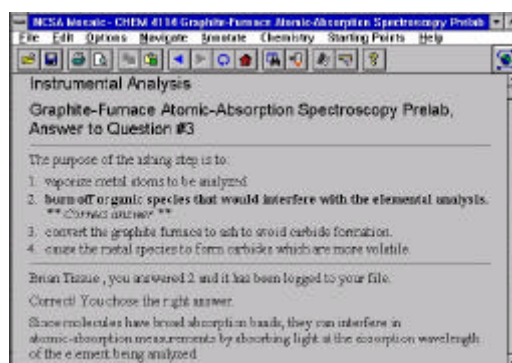 NCSA Mosaic - CHEM 4114 Graphite-Furnace Atomic-Absorption Spectroscopy Prelab
File Edit Options Navigate Annotate Chemistry Starting Points Help
Instrumental Analysis
Graphite-Furnace Atomic-Absorption Spectroscopy Prelab,
Answer to Question #3
The purpose of the ashing step is to:
1. vaporize metal atoms to be analyzed
2. burn off organic species that would interfere with the elemental analysis.
** Correct answer **
3. convert the graphite furnace to ash to avoid carbide formation.
4. cause the metal species to form carbides which are more volatile.
Brian Tissue , you answered 2 and it has been logged to your file.
Correct! You chose the right answer.
Since molecules have broad absorption bands, they can interfere in
atomic-absorption measurements by absorbing light at the absorption wavelength
of the element being analyzed